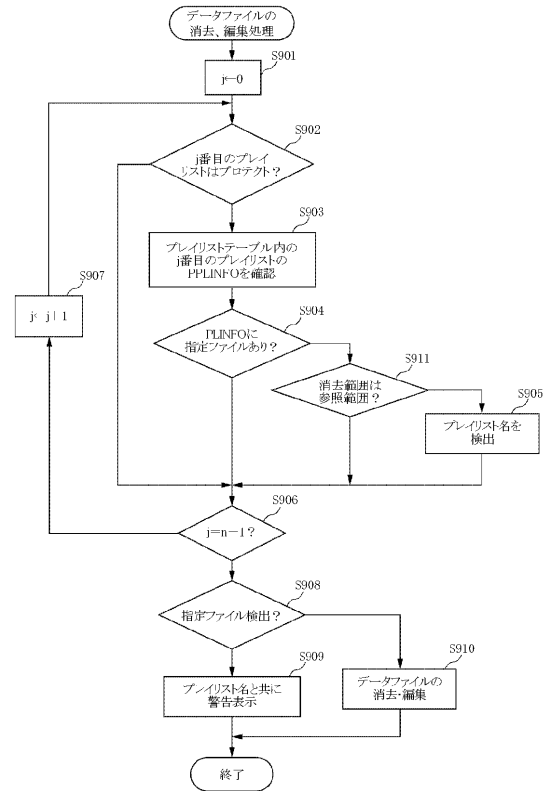 データファイルの
消去、編集処理
S901
j←0
S902
j番目のプレイ
リストはプロテクト？
S903
プレイリストテーブル内の
j番目のプレイリストの
PPLINFOを確認
S907
j← j＋1
S904
PLINFOに
指定ファイルあり？
S911
消去範囲は
参照範囲？
S905
プレイリスト名を
検出
S906
j=n−1？
S908
指定ファイル検出？
S909
プレイリスト名と共に
警告表示
S910
データファイルの
消去・編集
終了